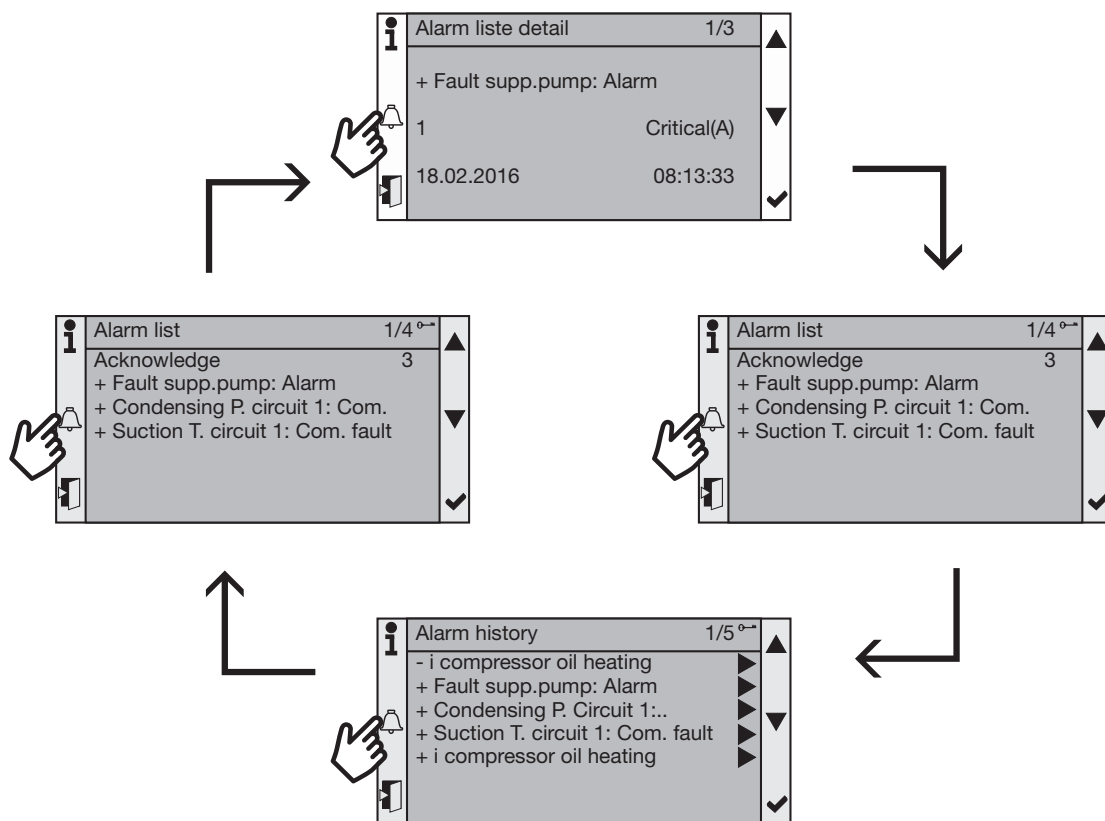 Alarm liste detail 1/3
+ Fault supp.pump: Alarm
1 Critical(A)
18.02.2016 08:13:33
Alarm list 1/4
Acknowledge 3
+ Fault supp.pump: Alarm
+ Condensing P. circuit 1: Com.
+ Suction T. circuit 1: Com. fault
Alarm list 1/4
Acknowledge 3
+ Fault supp.pump: Alarm
+ Condensing P. circuit 1: Com.
+ Suction T. circuit 1: Com. fault
Alarm history 1/5
- i compressor oil heating
+ Fault supp.pump: Alarm
+ Condensing P. Circuit 1:..
+ Suction T. circuit 1: Com. fault
+ i compressor oil heating